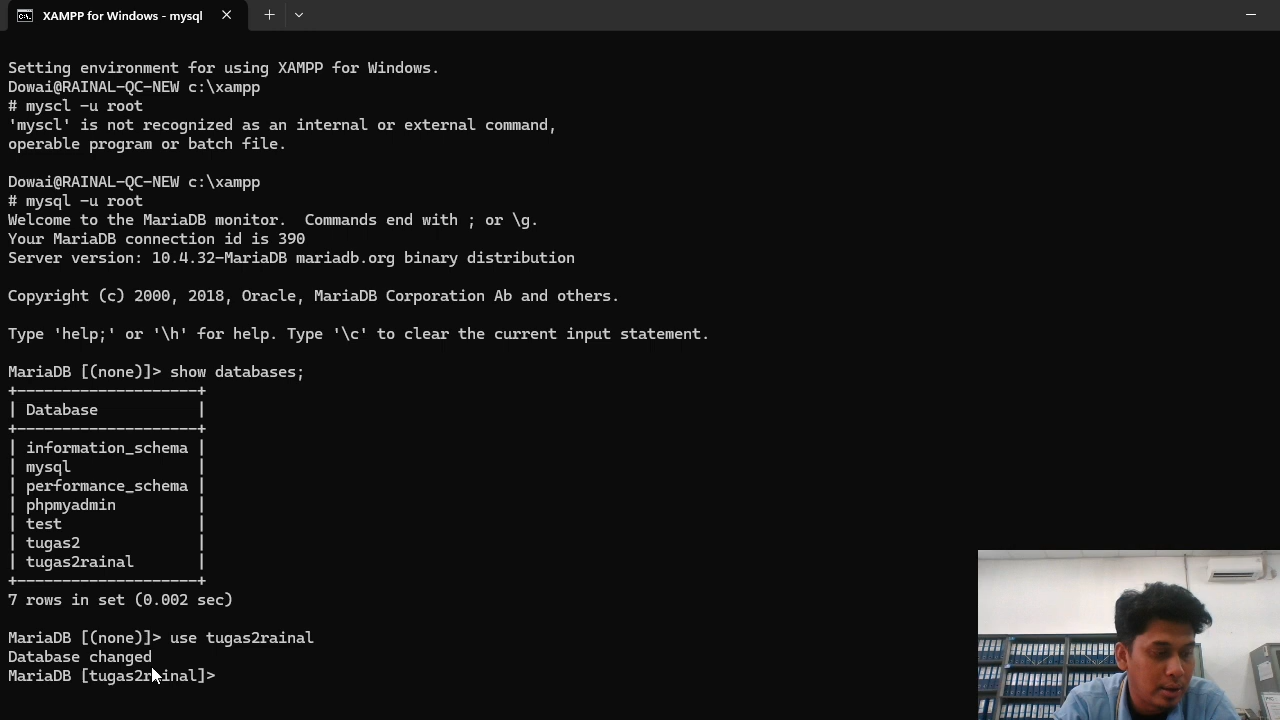 XAMPP for Windows - mysql
Setting environment for using XAMPP for Windows.
Dowai@RAINAL-QC-NEW c:\xampp
# myscl -u root
'myscl' is not recognized as an internal or external command,
operable program or batch file.
Dowai@RAINAL-QC-NEW c:\xampp
# mysql -u root
Welcome to the MariaDB monitor.  Commands end with ; or \g.
Your MariaDB connection id is 390
Server version: 10.4.32-MariaDB mariadb.org binary distribution
Copyright (c) 2000, 2018, Oracle, MariaDB Corporation Ab and others.
Type 'help;' or '\h' for help. Type '\c' to clear the current input statement.
MariaDB [(none)]> show databases;
+--------------------+
| Database           |
+--------------------+
| information_schema |
| mysql              |
| performance_schema |
| phpmyadmin         |
| test               |
| tugas2             |
| tugas2rainal       |
+--------------------+
7 rows in set (0.002 sec)
MariaDB [(none)]> use tugas2rainal
Database changed
MariaDB [tugas2rainal]>